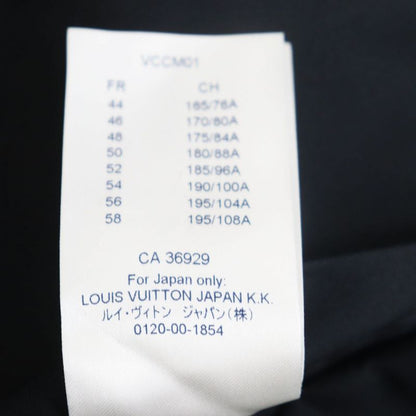 VCCM01
FR CH
44 165/76A
46 170/80A
48 175/84A
50 180/88A
52 185/96A
54 190/100A
56 195/104A
58 195/108A
CA 36929
For Japan only:
LOUIS VUITTON JAPAN K.K.
ルイ・ヴィトン ジャパン(株)
0120-00-1854